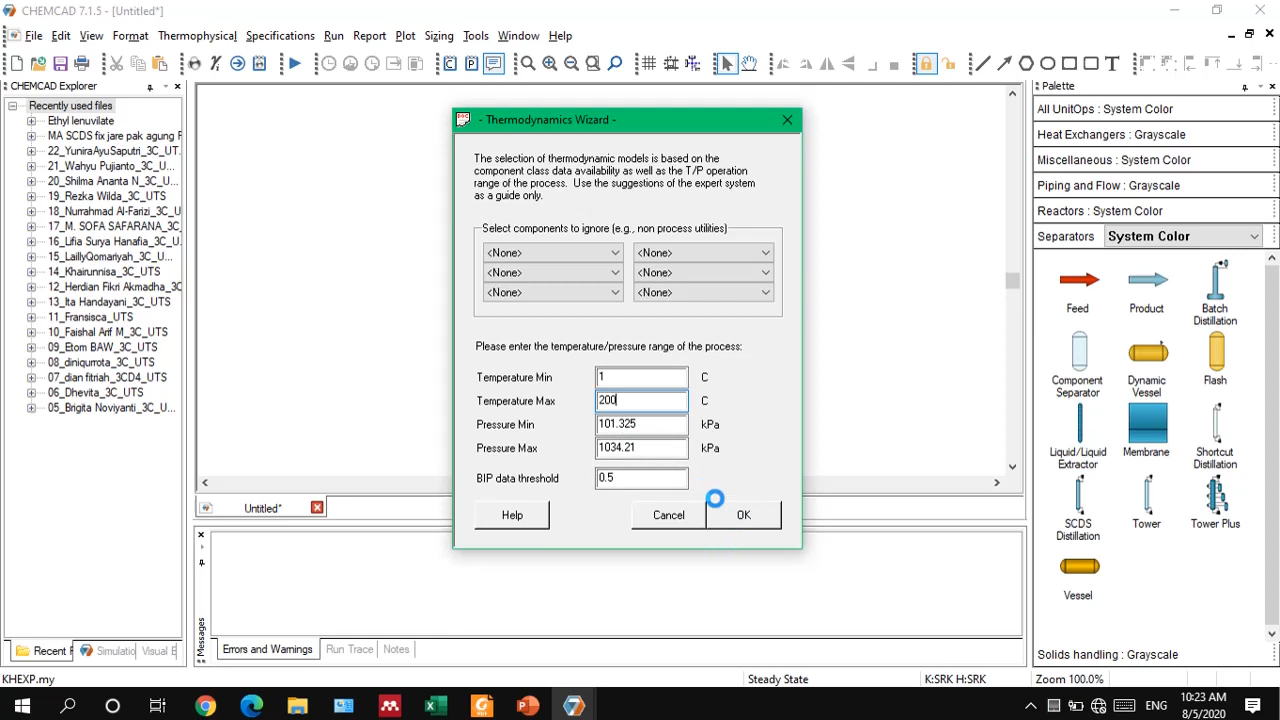 CHEMCAD 7.1.5 - [Untitled*]
File Edit View Format Thermophysical Specifications Run Report Plot Sizing Tools Window Help
CHEMCAD Explorer
Recently used files
Ethyl lenuvilate
MA SCDS fix jare pak agung F
22_YuniraAyuSaputri_3C_UT...
21_Wahyu Pujianto_3C_U...
20_Shilma Ananta N_3C_U...
19_Rezka Wilda_3C_UTS
18_Nurrahmad Al-Farizi_3C_U
17_M. SOFA SAFARANA_3C_
16_Lifia Surya Hanafia_3C_U
15_LaillyQomariyah_3C_U...
14_Khairunnisa_3C_UTS
12_Herdian Fikri Akmadha_3C
13_Ita Handayani_3C_UTS
11_Fransisca_UTS
10_Faishal Arif M_3C_UTS
09_Etom BAW_3C_UTS
08_diniqurrota_3C_UTS
07_dian fitriah_3CD4_UTS
06_Dhevita_3C_UTS
05_Brigita Noviyanti_3C_U...
Recent F Simulatio Visual B
- Thermodynamics Wizard -
The selection of thermodynamic models is based on the
component class data availability as well as the T/P operation
range of the process. Use the suggestions of the expert system
as a guide only.
Select components to ignore (e.g., non process utilities)
<None> <None>
<None> <None>
<None> <None>
Please enter the temperature/pressure range of the process:
Temperature Min 1 C
Temperature Max 200 C
Pressure Min 101.325 kPa
Pressure Max 1034.21 kPa
BIP data threshold 0.5
Help Cancel OK
Untitled*
Messages
Errors and Warnings Run Trace Notes
Palette
All UnitOps : System Color
Heat Exchangers : Grayscale
Miscellaneous : System Color
Piping and Flow : Grayscale
Reactors : System Color
Separators System Color
Feed Product Batch Distillation
Component Separator Dynamic Vessel Flash
Liquid/Liquid Extractor Membrane Shortcut Distillation
SCDS Distillation Tower Tower Plus
Vessel
Solids handling : Grayscale
KHEXP.my Steady State K:SRK H:SRK Zoom 100.0%
ENG 10:23 AM
8/5/2020